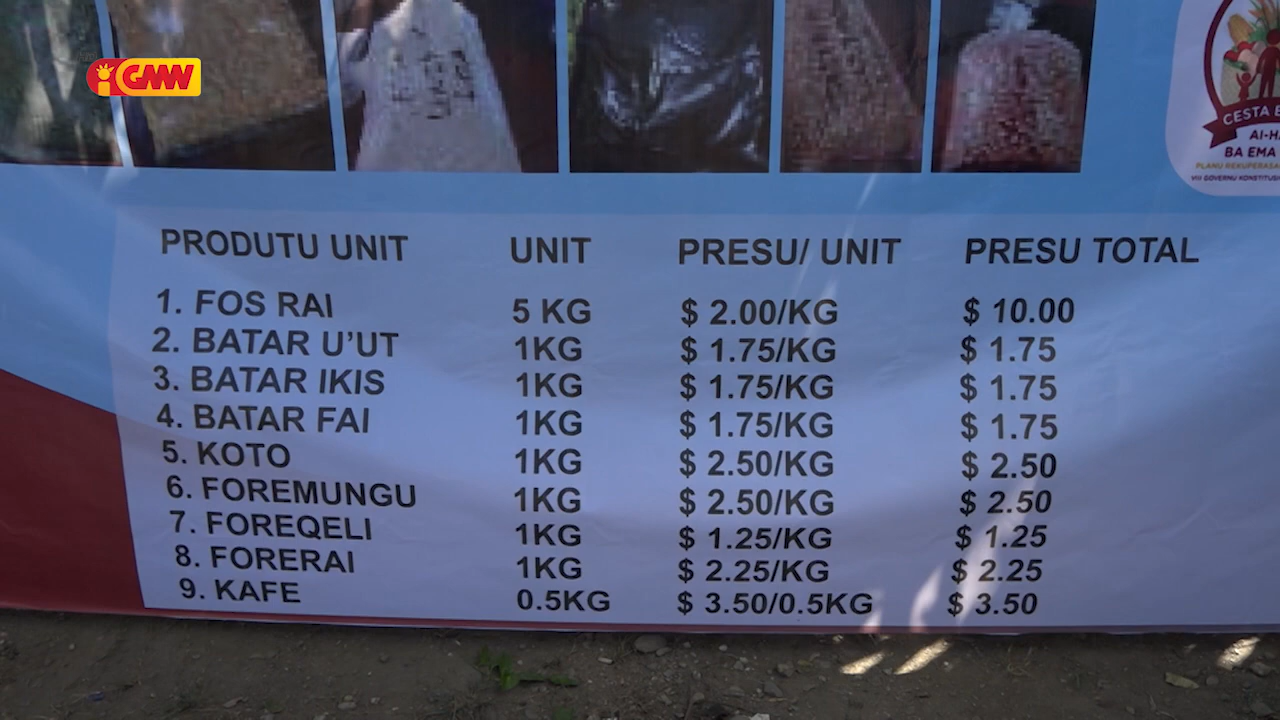 GMW
CESTA
BA EMA
PRODUTU UNIT UNIT PRESU/ UNIT PRESU TOTAL
1. FOS RAI 5 KG $ 2.00/KG $ 10.00
2. BATAR U'UT 1KG $ 1.75/KG $ 1.75
3. BATAR IKIS 1KG $ 1.75/KG $ 1.75
4. BATAR FAI 1KG $ 1.75/KG $ 1.75
5. KOTO 1KG $ 2.50/KG $ 2.50
6. FOREMUNGU 1KG $ 2.50/KG $ 2.50
7. FOREQELI 1KG $ 1.25/KG $ 1.25
8. FORERAI 1KG $ 2.25/KG $ 2.25
9. KAFE 0.5KG $ 3.50/0.5KG $ 3.50